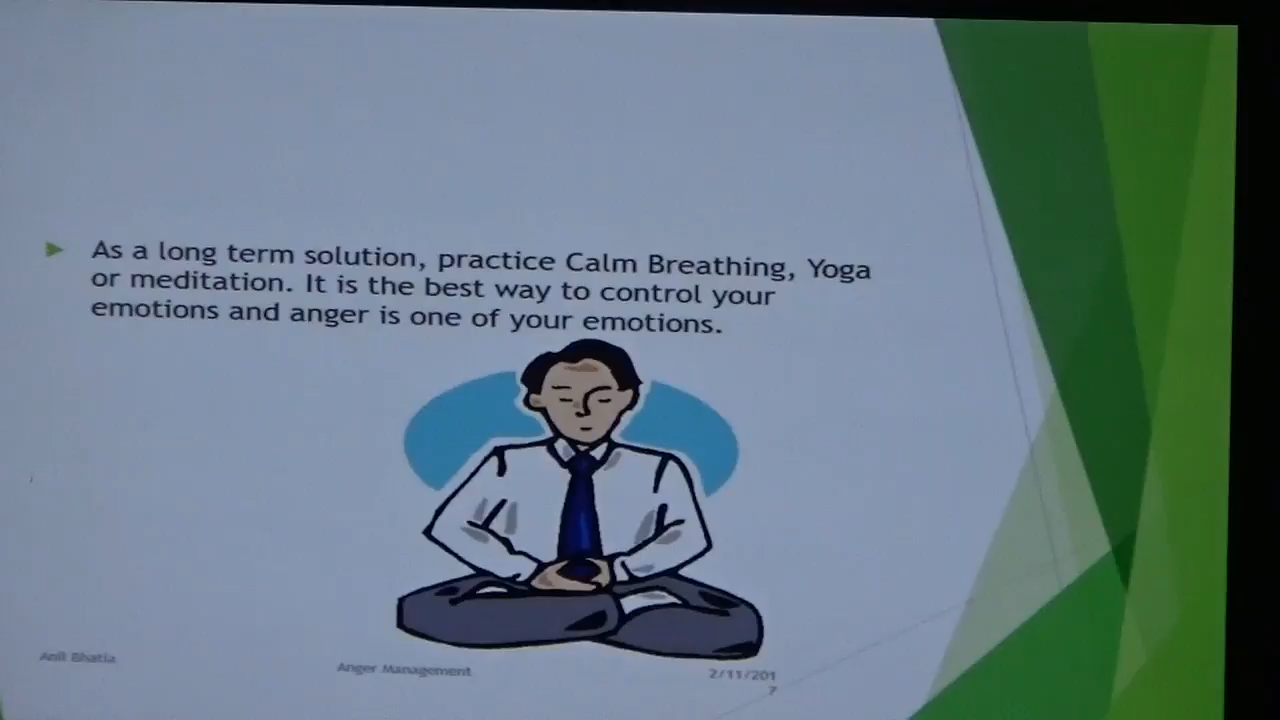 As a long term solution, practice Calm Breathing, Yoga
or meditation. It is the best way to control your
emotions and anger is one of your emotions.
Anil Bhatia
Anger Management
2/11/201
7